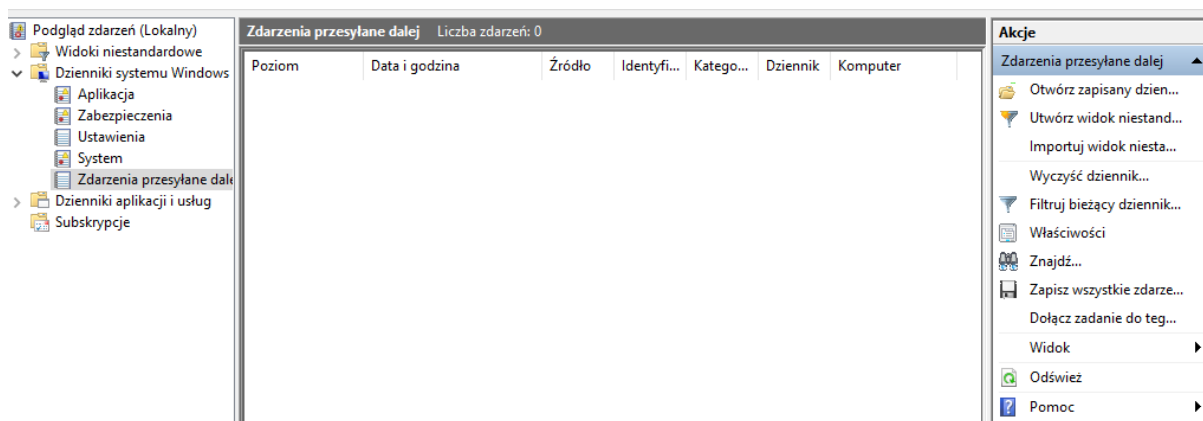 Podgląd zdarzeń (Lokalny)
Widoki niestandardowe
Dzienniki systemu Windows
Aplikacja
Zabezpieczenia
Ustawienia
System
Zdarzenia przesyłane dale
Dzienniki aplikacji i usług
Subskrypcje
Zdarzenia przesyłane dalej Liczba zdarzeń: 0
Poziom Data i godzina Źródło Identyfi... Katego... Dziennik Komputer
Akcje
Zdarzenia przesyłane dalej
Otwórz zapisany dzien...
Utwórz widok niestand...
Importuj widok niesta...
Wyczyść dziennik...
Filtruj bieżący dziennik...
Właściwości
Znajdź...
Zapisz wszystkie zdarze...
Dołącz zadanie do teg...
Widok
Odśwież
Pomoc